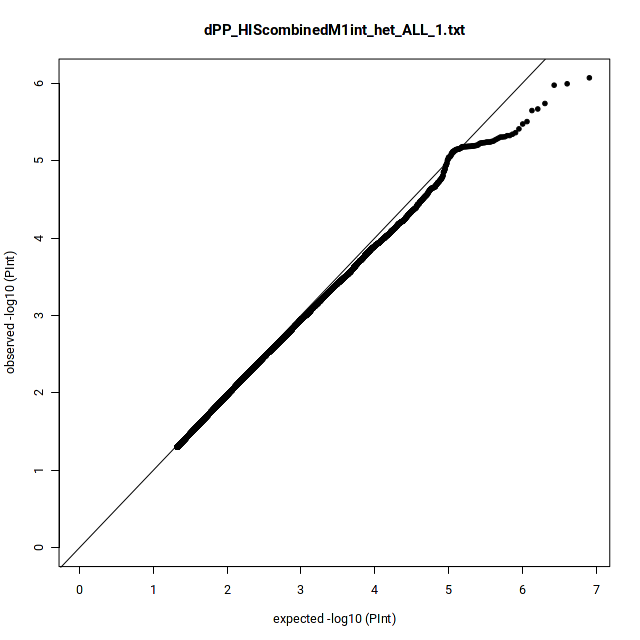 dPP_HIScombinedM1int_het_ALL_1.txt
observed -log10 (PInt)
6
5
4
3
2
1
0
0 1 2 3 4 5 6 7
expected -log10 (PInt)